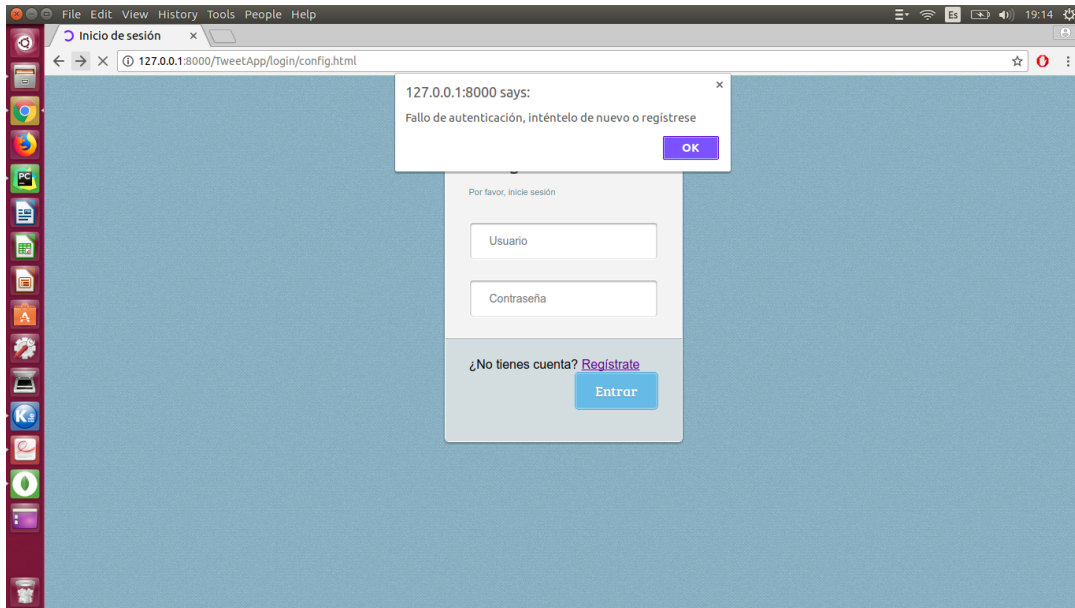 File Edit View History Tools People Help
Es
19:14
Inicio de sesión
127.0.0.1:8000/TweetApp/login/config.html
127.0.0.1:8000 says:
Fallo de autenticación, inténtelo de nuevo o regístrese
OK
Por favor, inicie sesión
Usuario
Contraseña
¿No tienes cuenta? Regístrate
Entrar